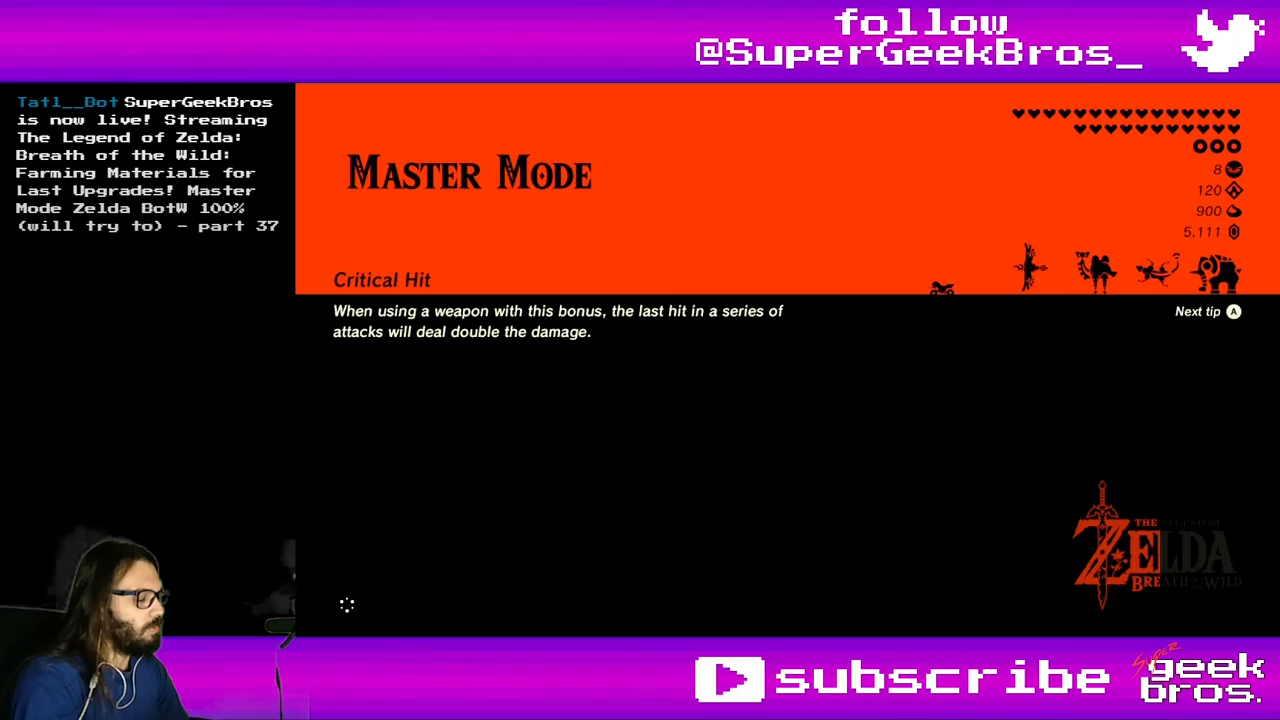 follow
@SuperGeekBros_
Tatl__Bot SuperGeekBros
is now live! Streaming
The Legend of Zelda:
Breath of the Wild:
Farming Materials for
Last Upgrades! Master
Mode Zelda BotW 100%
(will try to) - part 37
MASTER MODE
8
120
900
5,111
Critical Hit
When using a weapon with this bonus, the last hit in a series of
attacks will deal double the damage.
Next tip A
THE LEGEND OF
ZELDA
BREATH OF THE WILD
subscribe
SUPER
geek
bros.